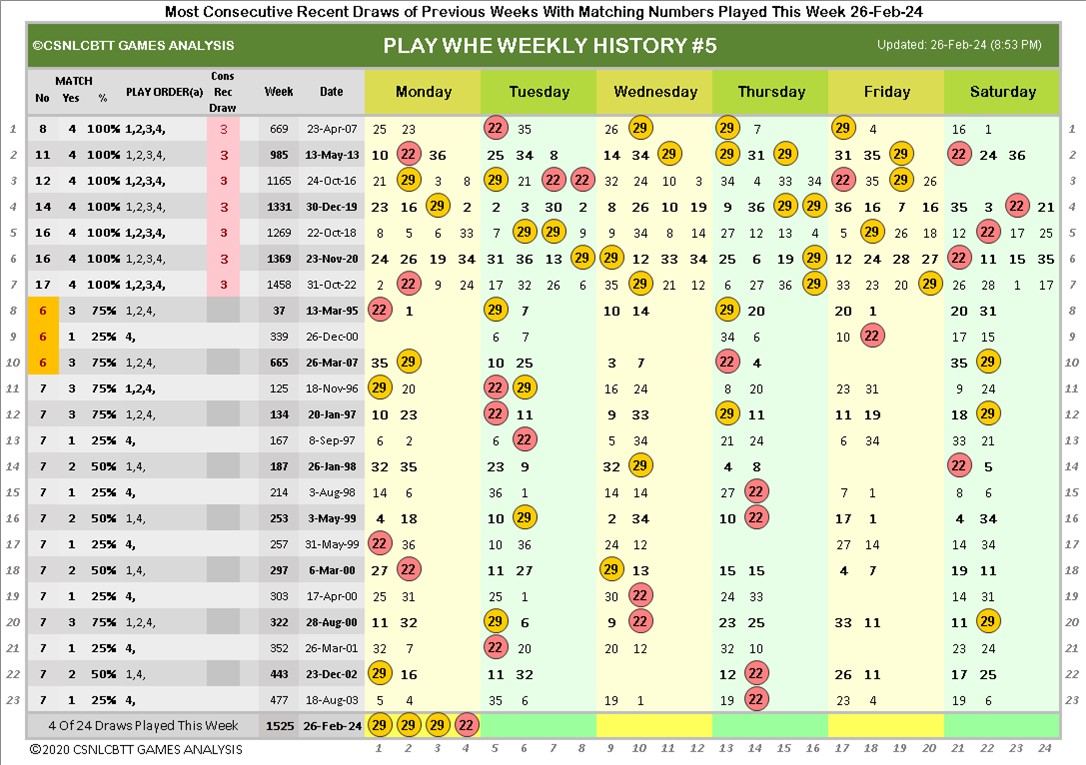 Most Consecutive Recent Draws of Previous Weeks With Matching Numbers Played This Week 26-Feb-24
©CSNLCBTT GAMES ANALYSIS PLAY WHE WEEKLY HISTORY #5 Updated: 26-Feb-24 (8:53 PM)
No MATCH Yes % PLAY ORDER(a) Cons Rec Draw Week Date Monday Tuesday Wednesday Thursday Friday Saturday
1 8 4 100% 1,2,3,4, 3 669 23-Apr-07 25 23 22 35 26 29 29 7 29 4 16 1 1
2 11 4 100% 1,2,3,4, 3 985 13-May-13 10 22 36 25 34 8 14 34 29 29 31 29 31 35 29 22 24 36 2
3 12 4 100% 1,2,3,4, 3 1165 24-Oct-16 21 29 3 8 29 21 22 22 32 24 10 3 34 4 33 34 22 35 29 26 3
4 14 4 100% 1,2,3,4, 3 1331 30-Dec-19 23 16 29 2 2 3 30 2 8 26 10 19 9 36 29 29 36 16 7 16 35 3 22 21 4
5 16 4 100% 1,2,3,4, 3 1269 22-Oct-18 8 5 6 33 7 29 29 9 9 34 8 14 27 12 13 4 5 29 26 18 12 22 17 25 5
6 16 4 100% 1,2,3,4, 3 1369 23-Nov-20 24 26 19 34 31 36 13 29 29 12 33 34 25 6 19 29 12 24 28 27 22 11 15 35 6
7 17 4 100% 1,2,3,4, 3 1458 31-Oct-22 2 22 9 24 17 32 26 6 35 29 21 12 6 27 36 29 33 23 20 29 26 28 1 17 7
8 6 3 75% 1,2,4, 37 13-Mar-95 22 1 29 7 10 14 29 20 20 1 20 31 8
9 6 1 25% 4, 339 26-Dec-00 6 7 34 6 10 22 17 15 9
10 6 3 75% 1,2,4, 665 26-Mar-07 35 29 10 25 3 7 22 4 35 29 10
11 7 3 75% 1,2,4, 125 18-Nov-96 29 20 22 29 16 24 8 20 23 31 9 24 11
12 7 3 75% 1,2,4, 134 20-Jan-97 10 23 22 11 9 33 29 11 11 19 18 29 12
13 7 1 25% 4, 167 8-Sep-97 6 2 6 22 5 34 21 24 6 34 33 21 13
14 7 2 50% 1,4, 187 26-Jan-98 32 35 23 9 32 29 4 8 22 5 14
15 7 1 25% 4, 214 3-Aug-98 14 6 36 1 14 14 27 22 7 1 8 6 15
16 7 2 50% 1,4, 253 3-May-99 4 18 10 29 2 34 10 22 17 1 4 34 16
17 7 1 25% 4, 257 31-May-99 22 36 10 36 24 12 27 14 14 34 17
18 7 2 50% 1,4, 297 6-Mar-00 27 22 11 27 29 13 15 15 4 7 19 11 18
19 7 1 25% 4, 303 17-Apr-00 25 31 25 1 30 22 24 33 14 31 19
20 7 3 75% 1,2,4, 322 28-Aug-00 11 32 29 6 9 22 23 25 33 11 11 29 20
21 7 1 25% 4, 352 26-Mar-01 32 7 22 20 20 12 32 10 23 24 21
22 7 2 50% 1,4, 443 23-Dec-02 29 16 11 32 12 22 26 11 17 25 22
23 7 1 25% 4, 477 18-Aug-03 5 4 35 6 19 1 19 22 23 4 19 6 23
4 Of 24 Draws Played This Week 1525 26-Feb-24 29 29 29 22
©2020 CSNLCBTT GAMES ANALYSIS 1 2 3 4 5 6 7 8 9 10 11 12 13 14 15 16 17 18 19 20 21 22 23 24